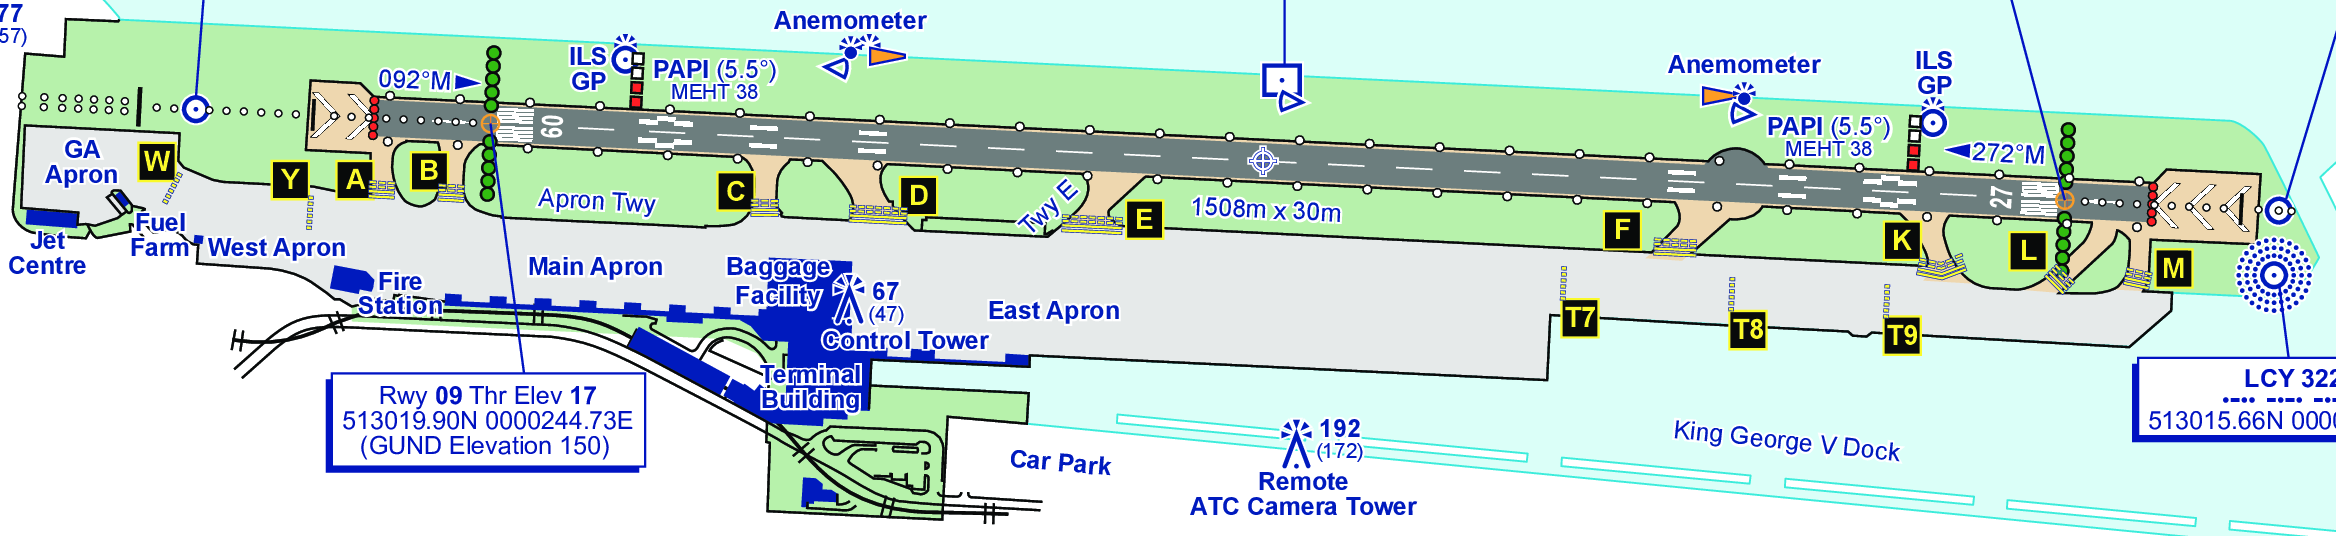 77
57)
Anemometer
ILS
GP
092°M
PAPI (5.5°)
MEHT 38
Anemometer
ILS
GP
PAPI (5.5°)
MEHT 38
272°M
GA
Apron
W
Y
A
B
09
C
D
Apron Twy
Twy E
E
1508m x 30m
F
K
27
L
M
Jet
Centre
Fuel
Farm
West Apron
Fire
Station
Main Apron
Baggage
Facility
67
(47)
Control Tower
East Apron
T7
T8
T9
Terminal
Building
Rwy 09 Thr Elev 17
513019.90N 0000244.73E
(GUND Elevation 150)
LCY 322
513015.66N 000
Car Park
192
(172)
Remote
ATC Camera Tower
King George V Dock